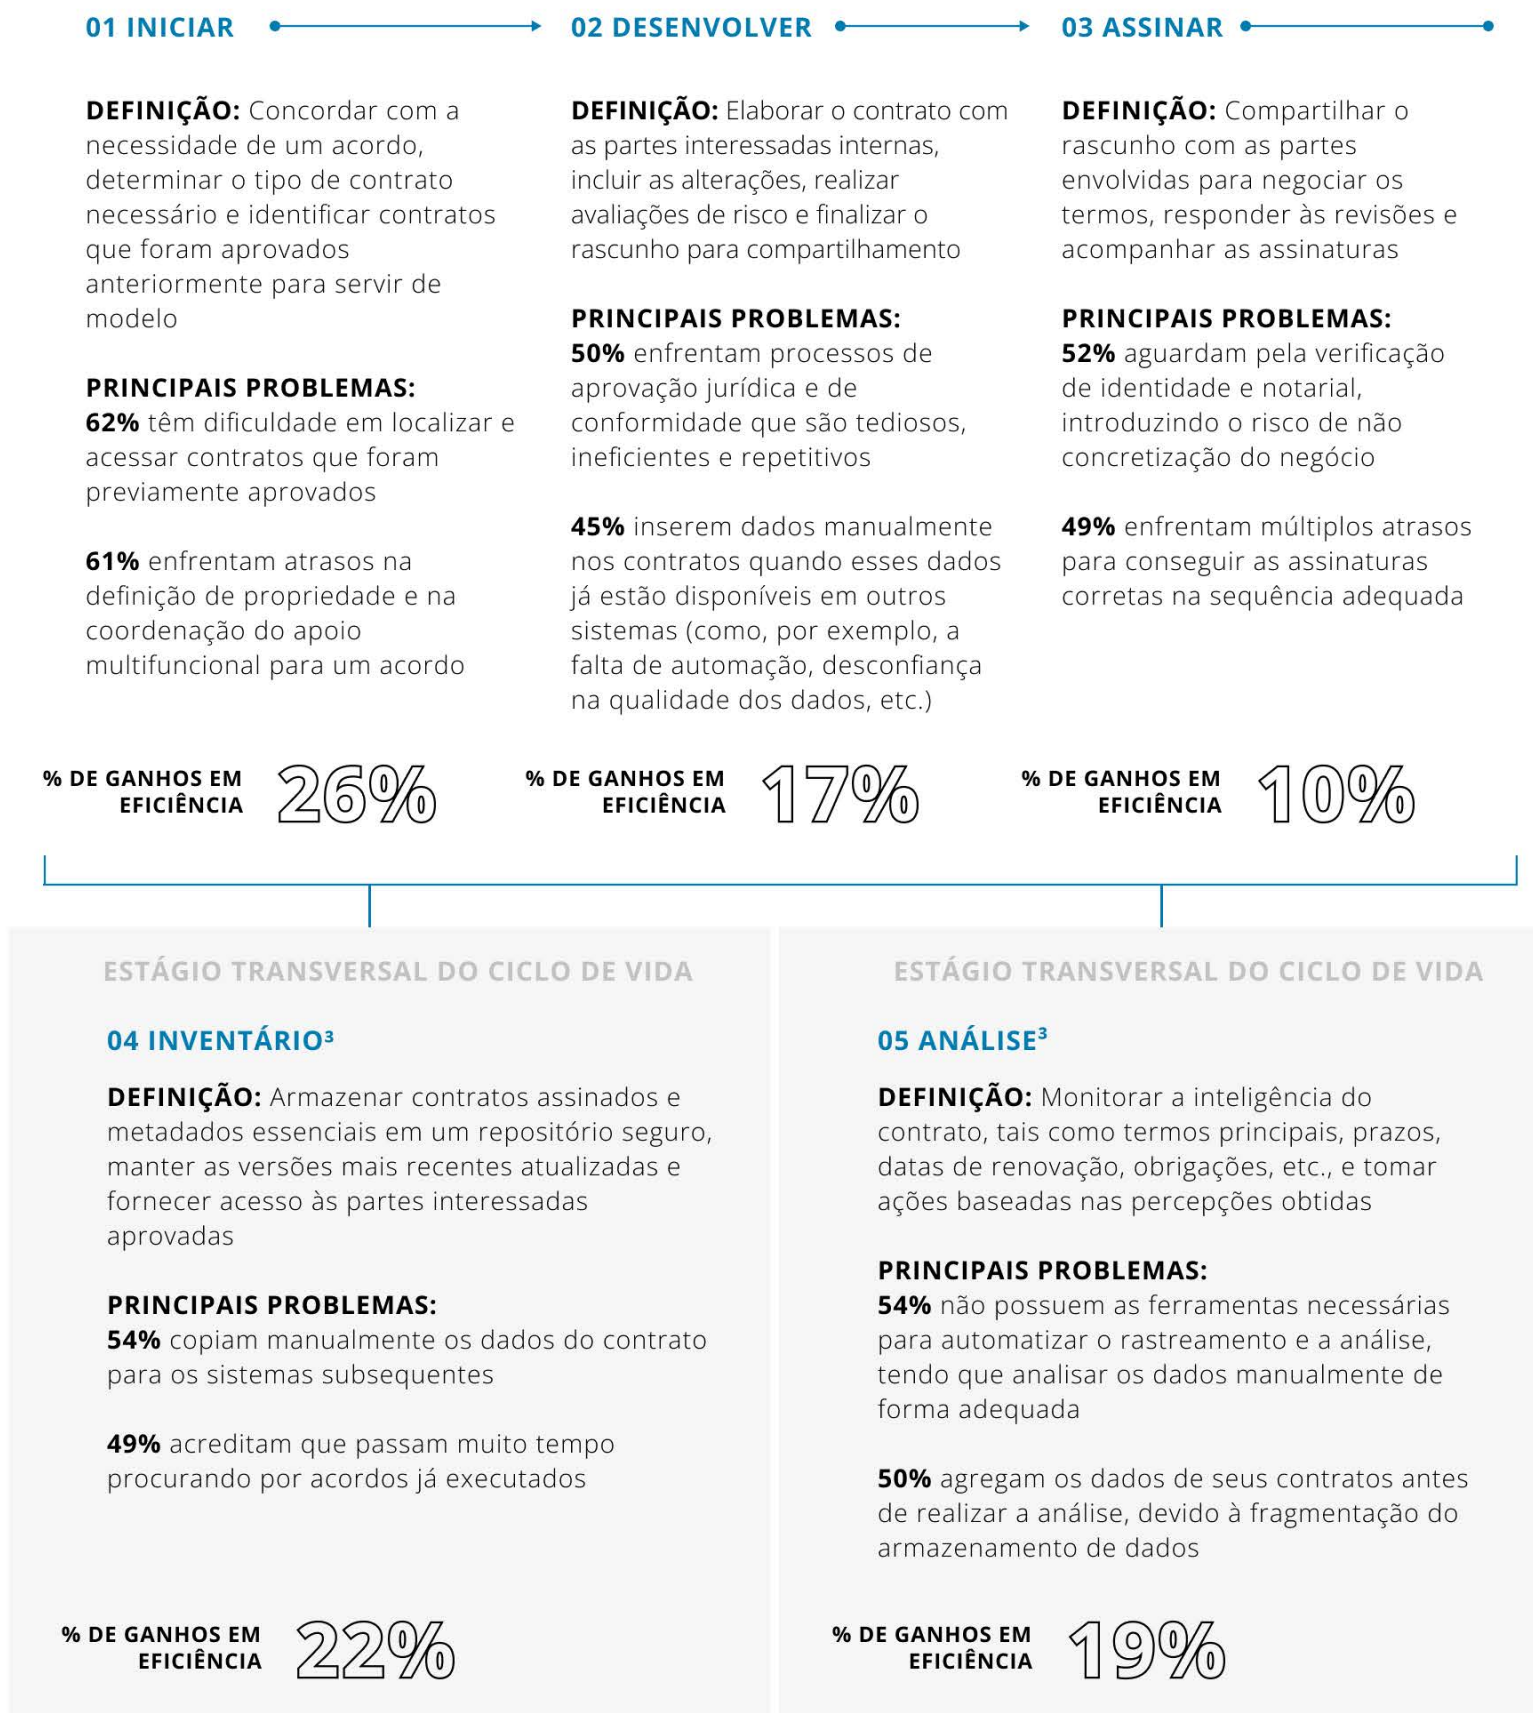 01 INICIAR
DEFINIÇÃO: Concordar com a
necessidade de um acordo,
determinar o tipo de contrato
necessário e identificar contratos
que foram aprovados
anteriormente para servir de
modelo
PRINCIPAIS PROBLEMAS:
62% têm dificuldade em localizar e
acessar contratos que foram
previamente aprovados
61% enfrentam atrasos na
definição de propriedade e na
coordenação do apoio
multifuncional para um acordo
% DE GANHOS EM
EFICIÊNCIA
26%
02 DESENVOLVER
DEFINIÇÃO: Elaborar o contrato com
as partes interessadas internas,
incluir as alterações, realizar
avaliações de risco e finalizar o
rascunho para compartilhamento
PRINCIPAIS PROBLEMAS:
50% enfrentam processos de
aprovação jurídica e de
conformidade que são tediosos,
ineficientes e repetitivos
45% inserem dados manualmente
nos contratos quando esses dados
já estão disponíveis em outros
sistemas (como, por exemplo, a
falta de automação, desconfiança
na qualidade dos dados, etc.)
% DE GANHOS EM
EFICIÊNCIA
17%
03 ASSINAR
DEFINIÇÃO: Compartilhar o
rascunho com as partes
envolvidas para negociar os
termos, responder às revisões e
acompanhar as assinaturas
PRINCIPAIS PROBLEMAS:
52% aguardam pela verificação
de identidade e notarial,
introduzindo o risco de não
concretização do negócio
49% enfrentam múltiplos atrasos
para conseguir as assinaturas
corretas na sequência adequada
% DE GANHOS EM
EFICIÊNCIA
10%
ESTÁGIO TRANSVERSAL DO CICLO DE VIDA
04 INVENTÁRIO³
DEFINIÇÃO: Armazenar contratos assinados e
metadados essenciais em um repositório seguro,
manter as versões mais recentes atualizadas e
fornecer acesso às partes interessadas
aprovadas
PRINCIPAIS PROBLEMAS:
54% copiam manualmente os dados do contrato
para os sistemas subsequentes
49% acreditam que passam muito tempo
procurando por acordos já executados
% DE GANHOS EM
EFICIÊNCIA
22%
ESTÁGIO TRANSVERSAL DO CICLO DE VIDA
05 ANÁLISE³
DEFINIÇÃO: Monitorar a inteligência do
contrato, tais como termos principais, prazos,
datas de renovação, obrigações, etc., e tomar
ações baseadas nas percepções obtidas
PRINCIPAIS PROBLEMAS:
54% não possuem as ferramentas necessárias
para automatizar o rastreamento e a análise,
tendo que analisar os dados manualmente de
forma adequada
50% agregam os dados de seus contratos antes
de realizar a análise, devido à fragmentação do
armazenamento de dados
% DE GANHOS EM
EFICIÊNCIA
19%